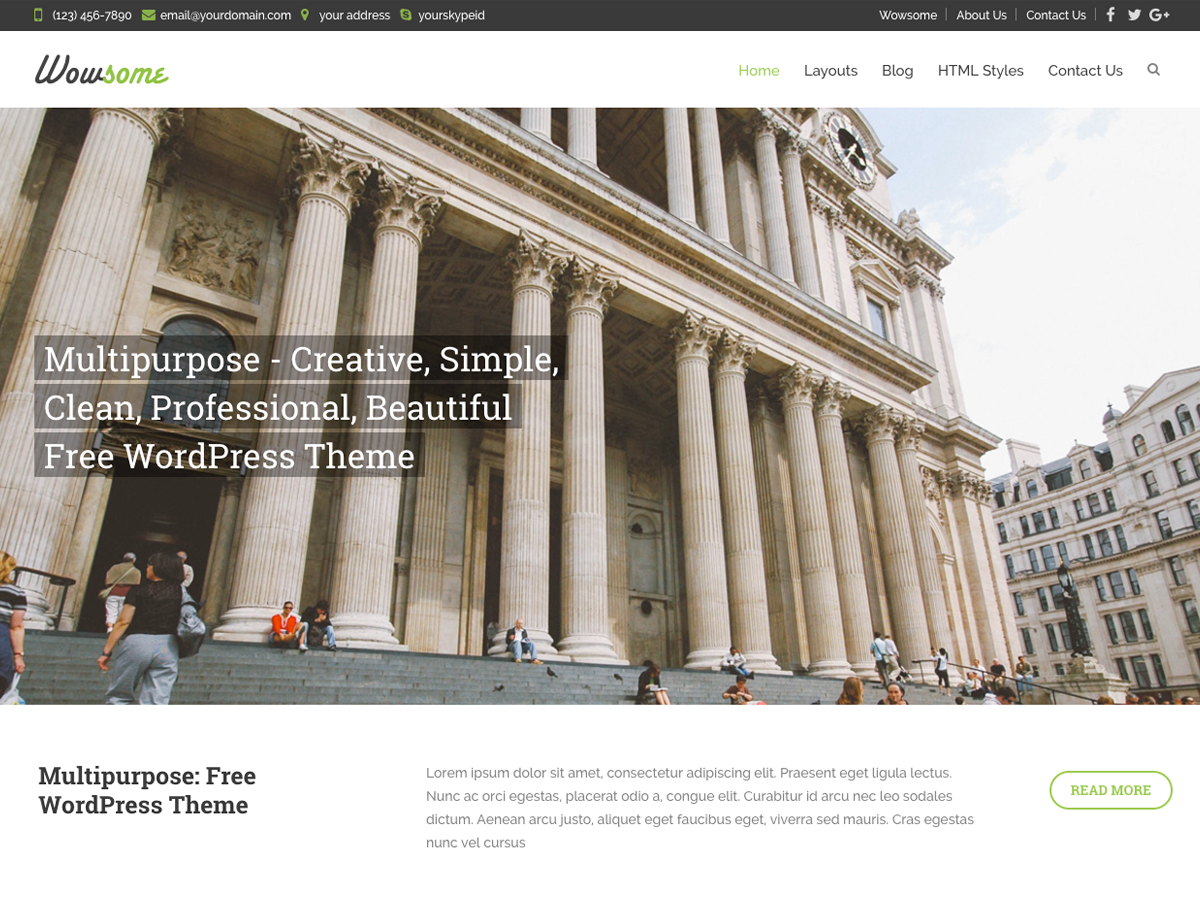 (123) 456-7890 email@yourdomain.com your address yourskypeid Wowsome About Us Contact Us
Wowsome Home Layouts Blog HTML Styles Contact Us
Multipurpose - Creative, Simple,
Clean, Professional, Beautiful
Free WordPress Theme
Multipurpose: Free
WordPress Theme
Lorem ipsum dolor sit amet, consectetur adipiscing elit. Praesent eget ligula lectus.
Nunc ac orci egestas, placerat odio a, congue elit. Curabitur id arcu nec leo sodales
dictum. Aenean arcu justo, aliquet eget faucibus eget, viverra sed mauris. Cras egestas
nunc vel cursus
READ MORE